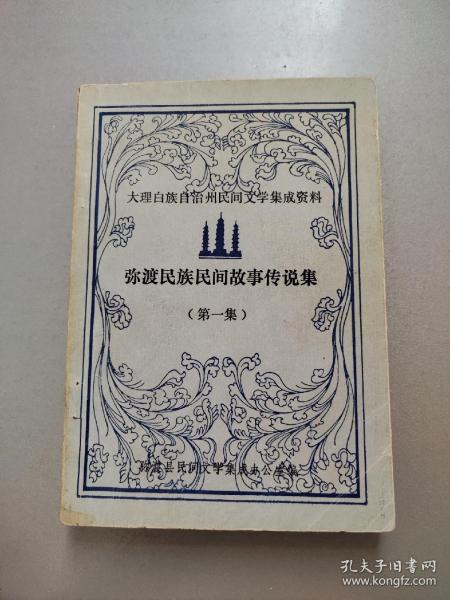 大理白族自治州民间文学集成资料
弥渡民族民间故事传说集
（第一集）
弥渡县民间文学集成办公室编
孔夫子旧书网
www.kongfz.com